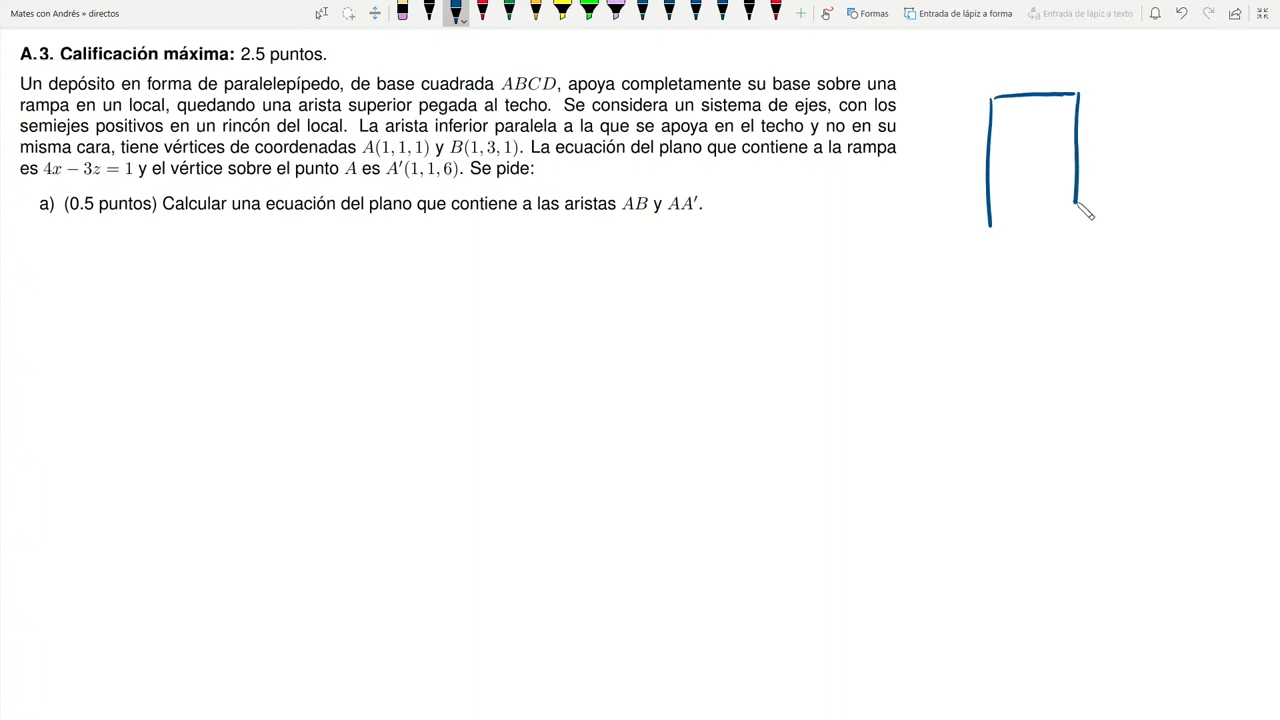 Mates con Andrés » directos
Formas
Entrada de lápiz a forma
Entrada de lápiz a texto
A.3. Calificación máxima: 2.5 puntos.
Un depósito en forma de paralelepípedo, de base cuadrada ABCD, apoya completamente su base sobre una
rampa en un local, quedando una arista superior pegada al techo. Se considera un sistema de ejes, con los
semiejes positivos en un rincón del local. La arista inferior paralela a la que se apoya en el techo y no en su
misma cara, tiene vértices de coordenadas A(1, 1, 1) y B(1, 3, 1). La ecuación del plano que contiene a la rampa
es 4x − 3z = 1 y el vértice sobre el punto A es A′(1, 1, 6). Se pide:
a) (0.5 puntos) Calcular una ecuación del plano que contiene a las aristas AB y AA′.